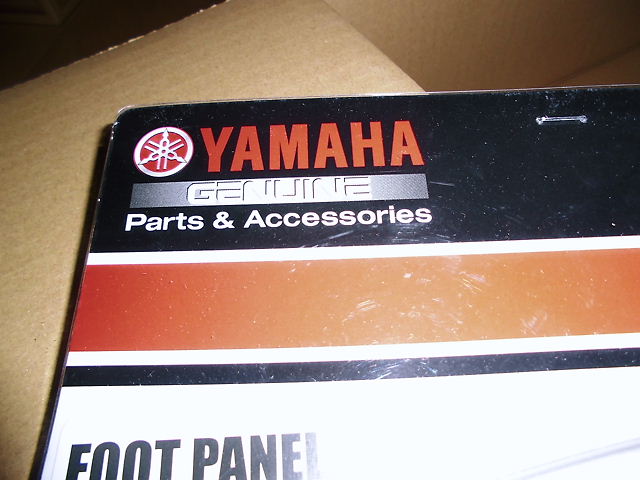 YAMAHA
GENUINE
Parts & Accessories
FOOT PANEL